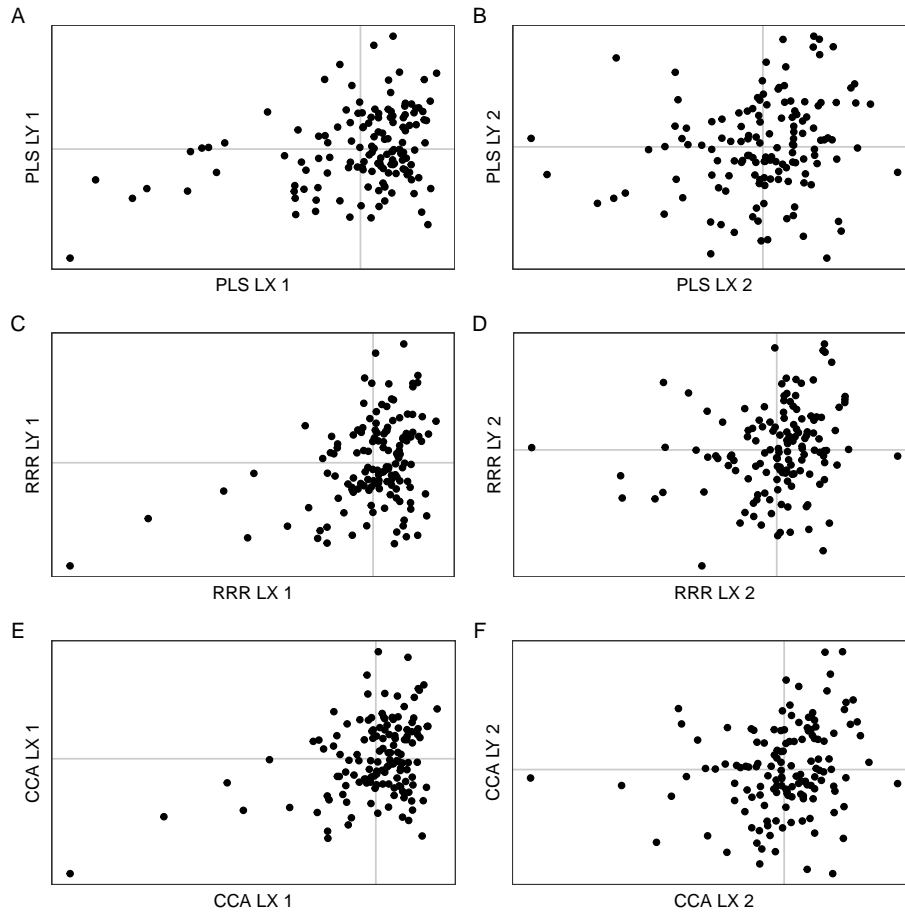 A
PLS LY 1
PLS LX 1
B
PLS LY 2
PLS LX 2
C
RRR LY 1
RRR LX 1
D
RRR LY 2
RRR LX 2
E
CCA LX 1
CCA LX 1
F
CCA LY 2
CCA LX 2